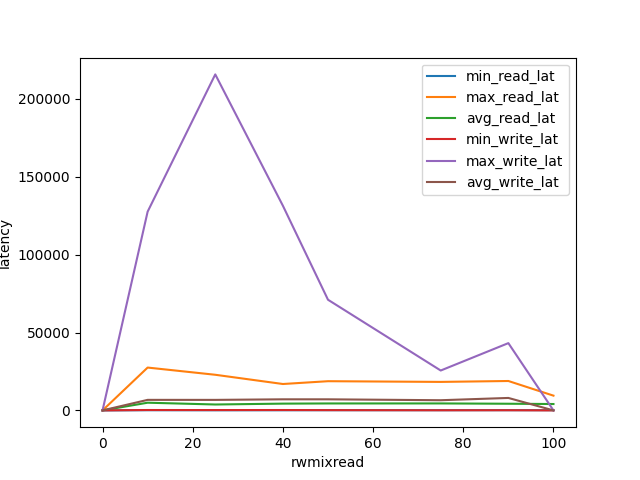 min_read_lat
max_read_lat
avg_read_lat
min_write_lat
max_write_lat
avg_write_lat
200000
150000
100000
50000
0
latency
0 20 40 60 80 100
rwmixread